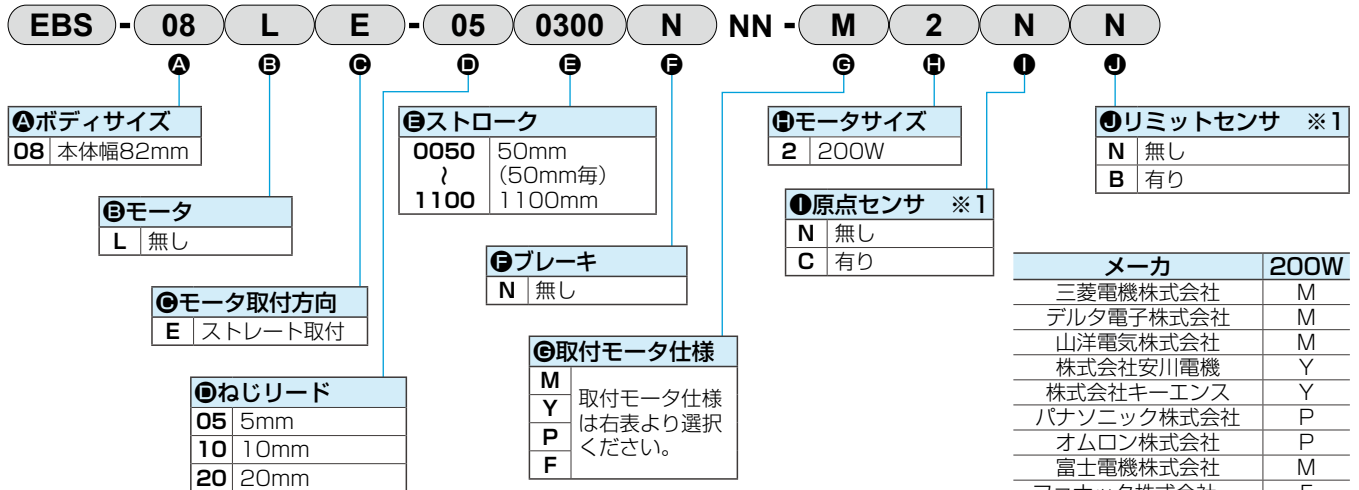 EBS - 08 L E - 05 0300 N NN - M 2 N N
A B C D E F G H I J
Aボディサイズ
08 本体幅82mm
Bモータ
L 無し
Cモータ取付方向
E ストレート取付
Dねじリード
05 5mm
10 10mm
20 20mm
Eストローク
0050 50mm
〜 (50mm毎)
1100 1100mm
Fブレーキ
N 無し
G取付モータ仕様
M
Y
P
F
取付モータ仕様
は右表より選択
ください。
Hモータサイズ
2 200W
I原点センサ ※1
N 無し
C 有り
Jリミットセンサ ※1
N 無し
B 有り
メーカ 200W
三菱電機株式会社 M
デルタ電子株式会社 M
山洋電気株式会社 M
株式会社安川電機 Y
株式会社キーエンス Y
パナソニック株式会社 P
オムロン株式会社 P
富士電機株式会社 M
ファナック株式会社 F